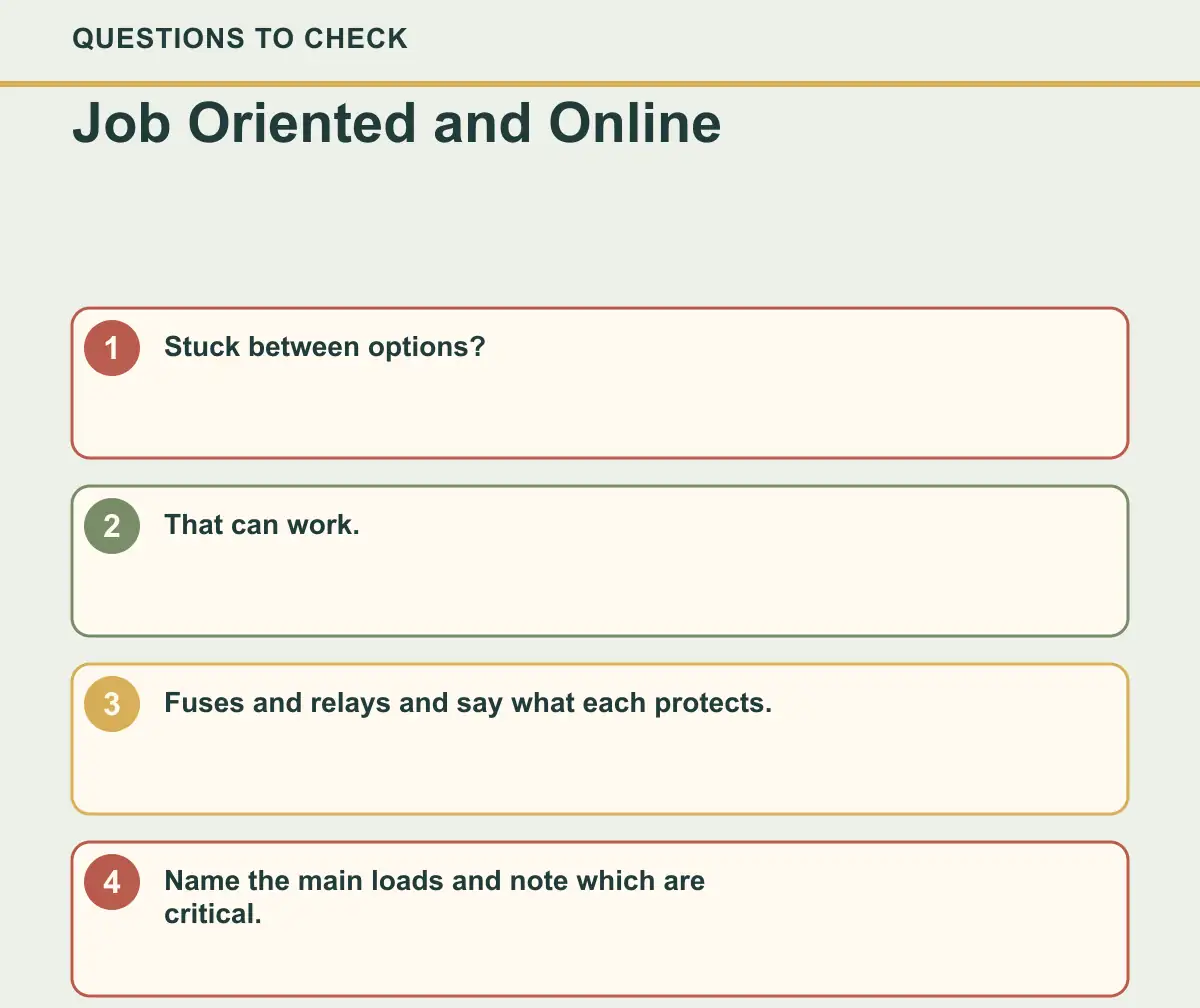 QUESTIONS TO CHECK
Job Oriented and Online
1 Stuck between options?
2 That can work.
3 Fuses and relays and say what each protects.
4 Name the main loads and note which are
critical.